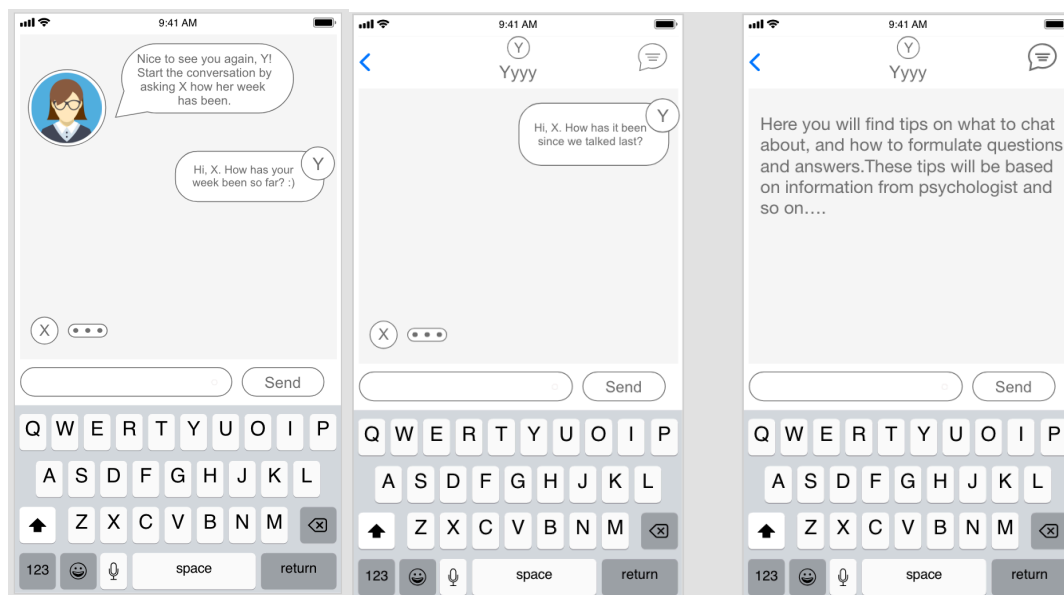 9:41 AM
Nice to see you again, Y!
Start the conversation by
asking X how her week
has been.
Hi, X. How has your
week been so far? :)
Y
X
Send
Q W E R T Y U O I P
A S D F G H J K L
Z X C V B N M
123 space return
9:41 AM
Y
Yyyy
Hi, X. How has it been
since we talked last?
Y
X
Send
Q W E R T Y U O I P
A S D F G H J K L
Z X C V B N M
123 space return
9:41 AM
Y
Yyyy
Here you will find tips on what to chat
about, and how to formulate questions
and answers.These tips will be based
on information from psychologist and
so on....
Send
Q W E R T Y U O I P
A S D F G H J K L
Z X C V B N M
123 space return